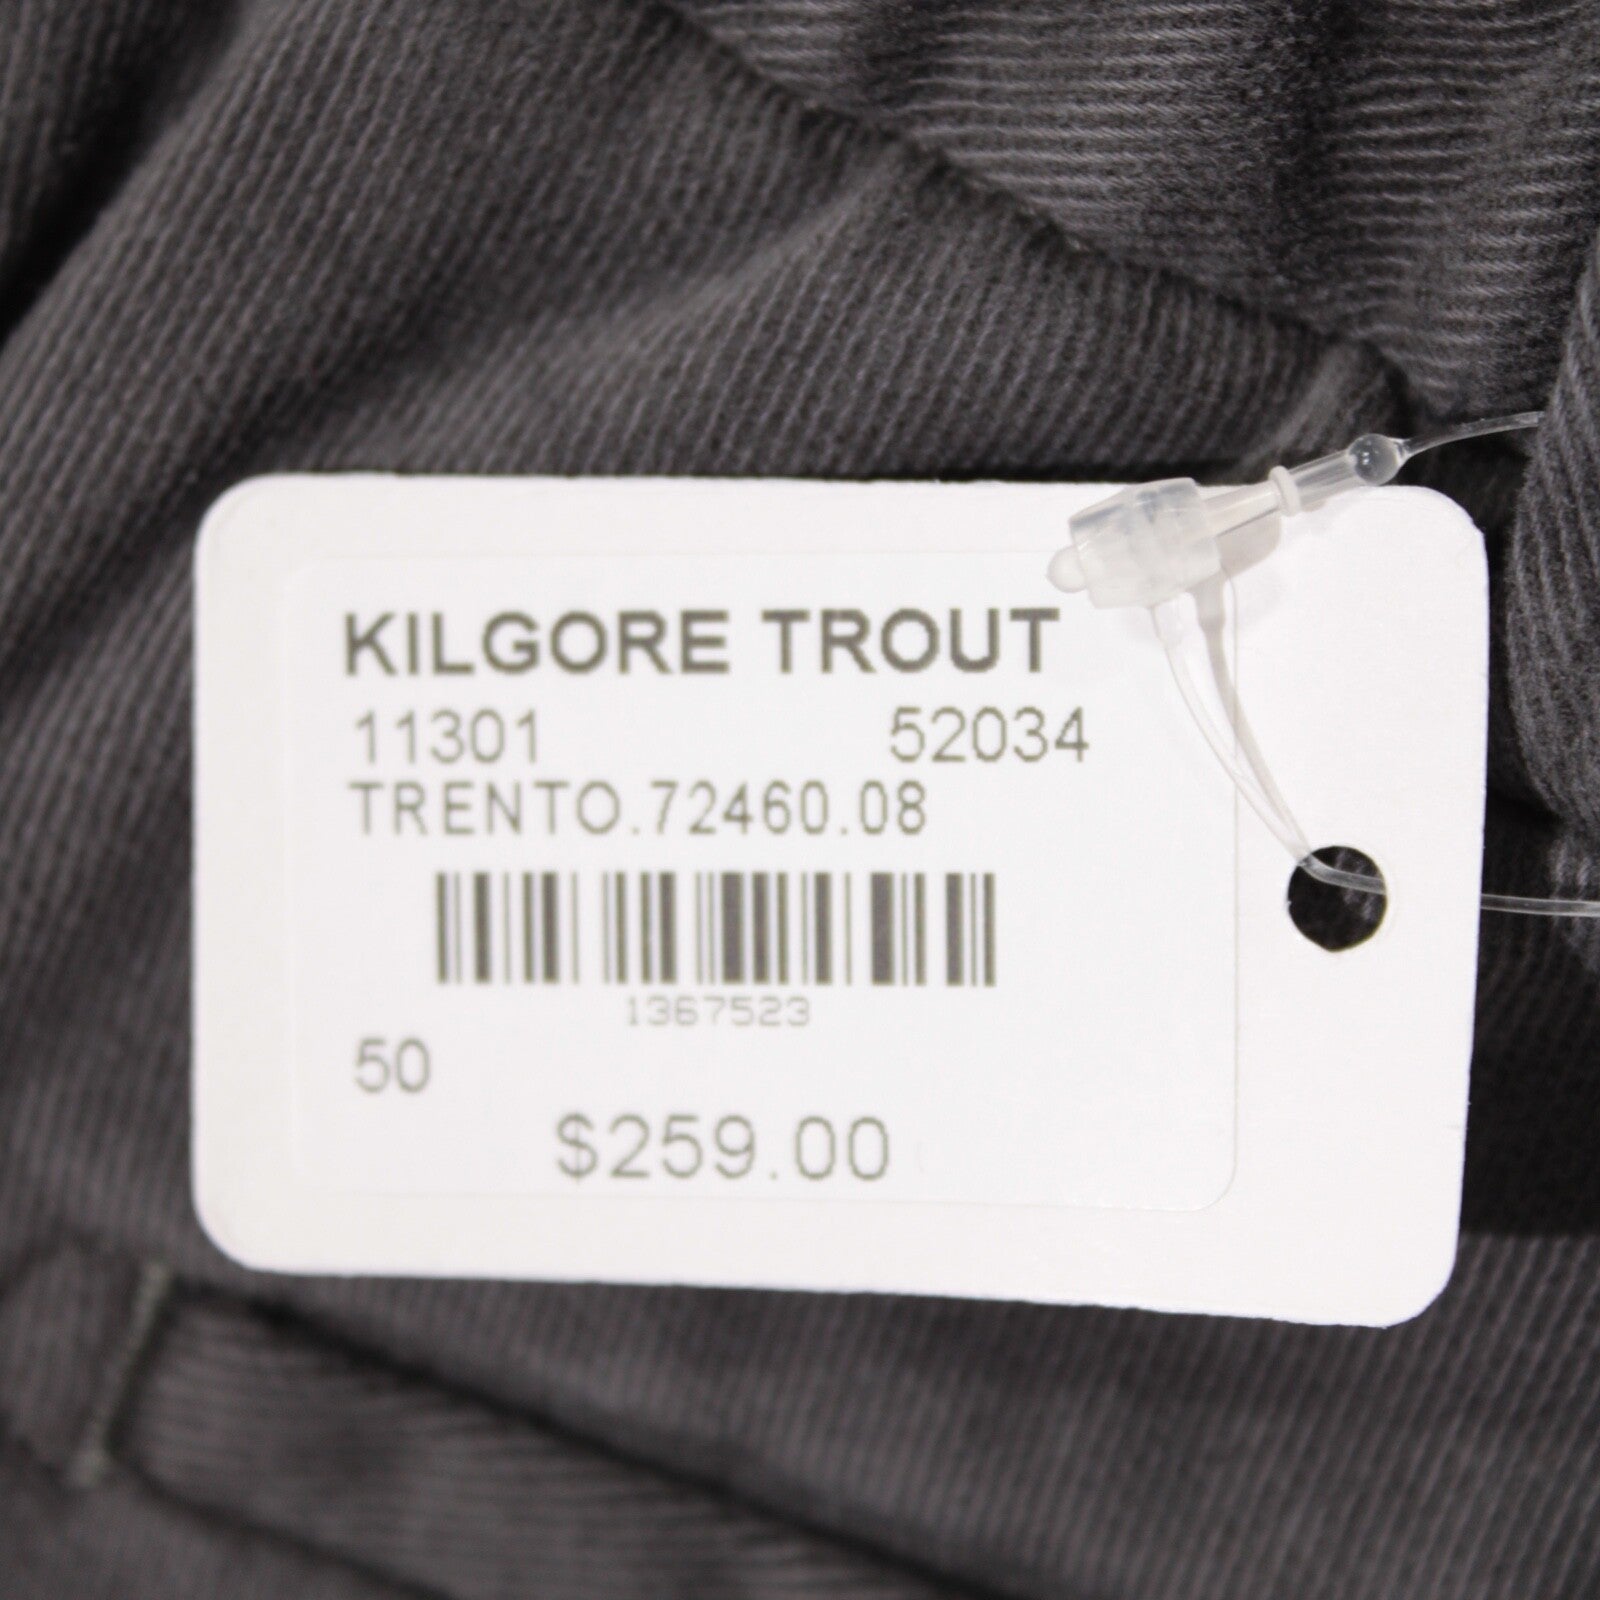 KILGORE TROUT
11301 52034
TRENTO.72460.08
1367523
50
$259.00